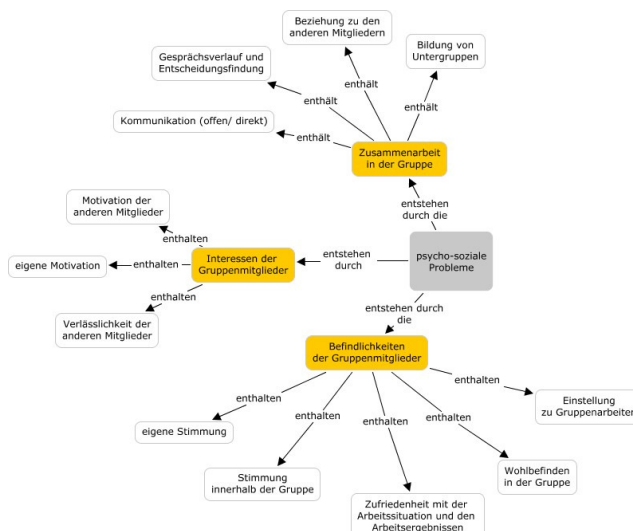 Beziehung zu den
anderen Mitgliedern
Bildung von
Untergruppen
Gesprächsverlauf und
Entscheidungsfindung
enthält
enthält
enthält
Kommunikation (offen/ direkt)
enthält
Zusammenarbeit
in der Gruppe
Motivation der
anderen Mitglieder
entstehen
durch die
enthalten
eigene Motivation
enthalten
Interessen der
Gruppenmitglieder
entstehen
durch
psycho-soziale
Probleme
enthalten
Verlässlichkeit der
anderen Mitglieder
entstehen durch
die
Befindlichkeiten
der Gruppenmitglieder
enthalten
Einstellung
zu Gruppenarbeiten
enthalten
enthalten
enthalten
enthalten
eigene Stimmung
Stimmung
innerhalb der Gruppe
Wohlbefinden
in der Gruppe
Zufriedenheit mit der
Arbeitssituation und den
Arbeitsergebnissen